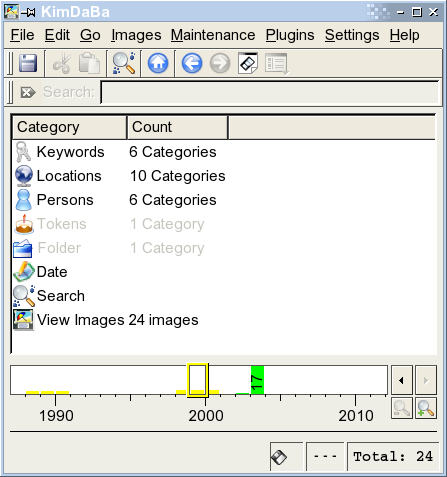 KimDaBa
File Edit Go Images Maintenance Plugins Settings Help
Search:
Category Count
Keywords 6 Categories
Locations 10 Categories
Persons 6 Categories
Tokens 1 Category
Folder 1 Category
Date
Search
View Images 24 images
17
1990 2000 2010
--- Total: 24